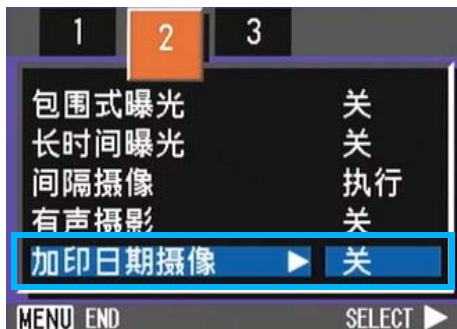 1 2 3
包围式曝光 关
长时间曝光 关
间隔摄像 执行
有声摄影 关
加印日期摄像 ▶ 关
MENU END SELECT ▶